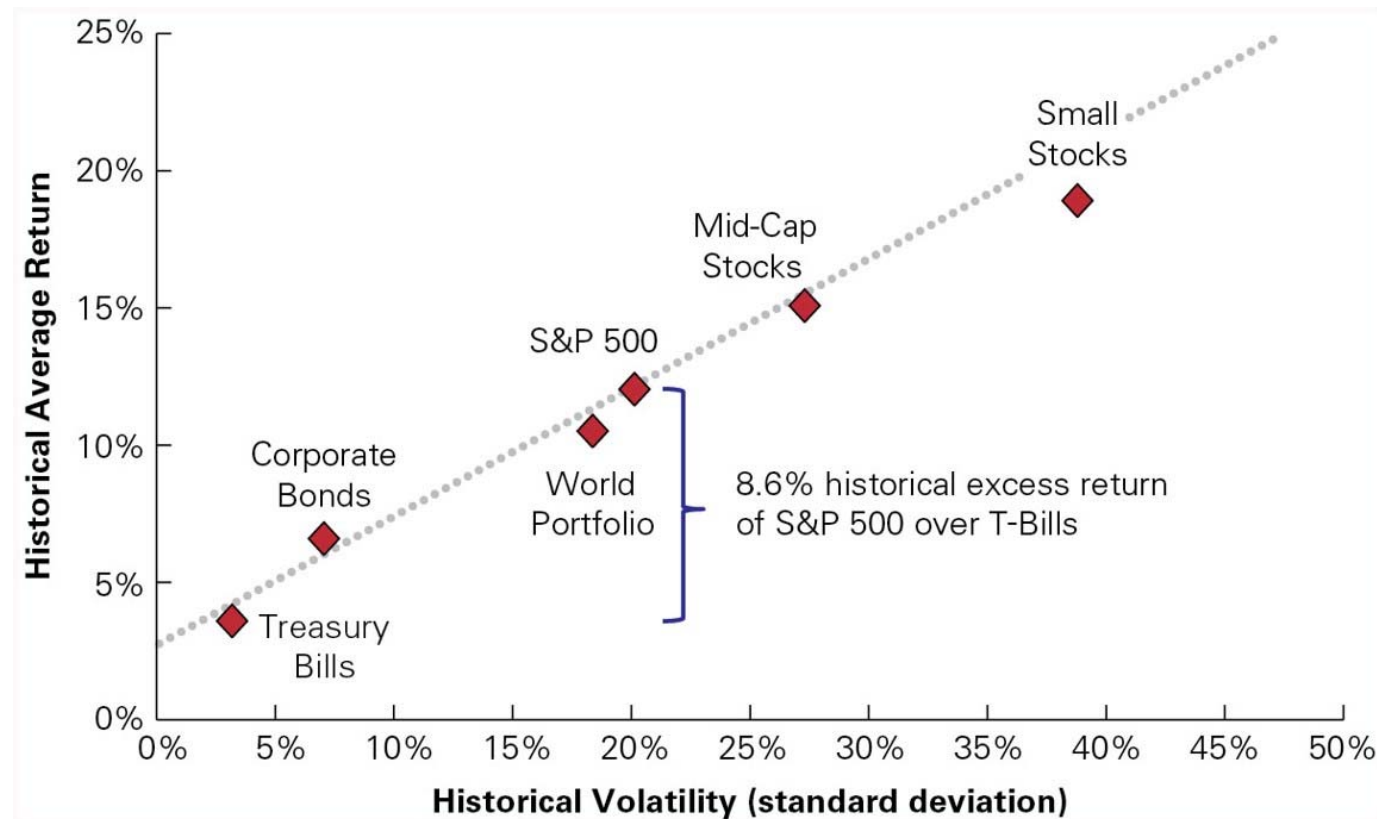 25%
20%
15%
10%
5%
0%
Historical Average Return
Small
Stocks
Mid-Cap
Stocks
S&P 500
Corporate
Bonds
World
Portfolio
8.6% historical excess return
of S&P 500 over T-Bills
Treasury
Bills
0% 5% 10% 15% 20% 25% 30% 35% 40% 45% 50%
Historical Volatility (standard deviation)